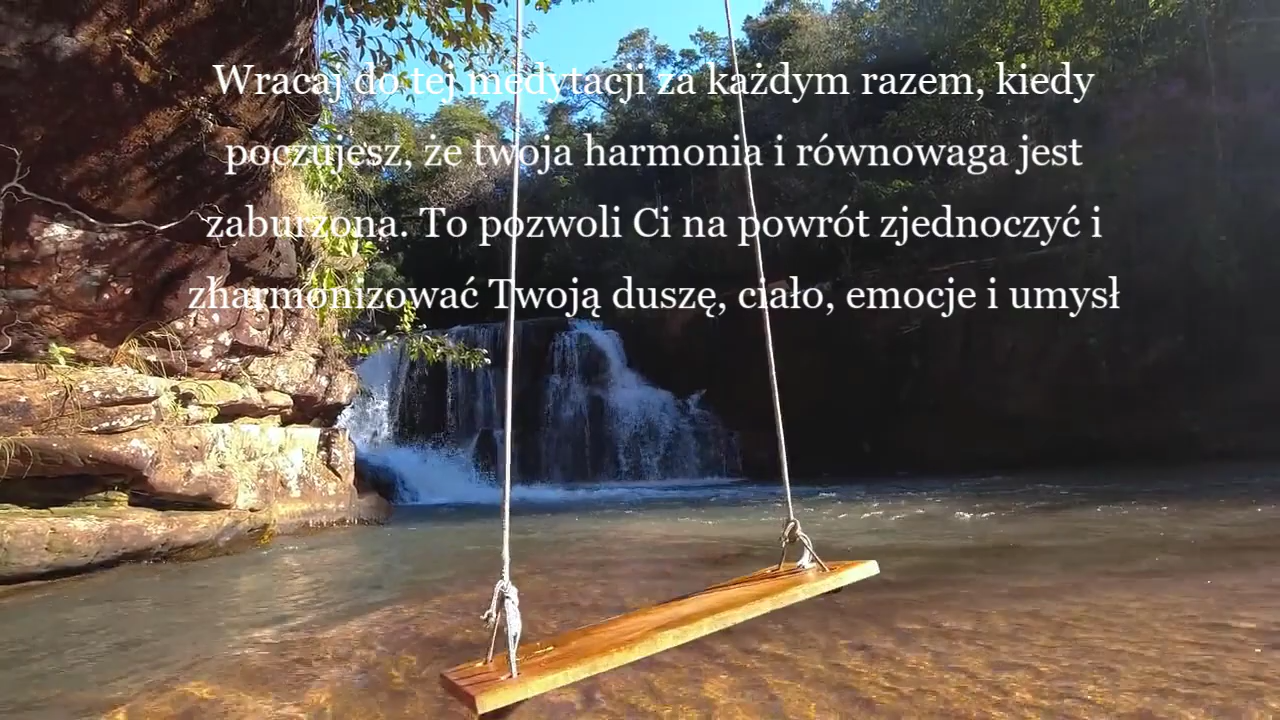 Wracaj do tej medytacji za każdym razem, kiedy
poczujesz, że twoja harmonia i równowaga jest
zaburzona. To pozwoli Ci na powrót zjednoczyć i
zharmonizować Twoją duszę, ciało, emocje i umysł